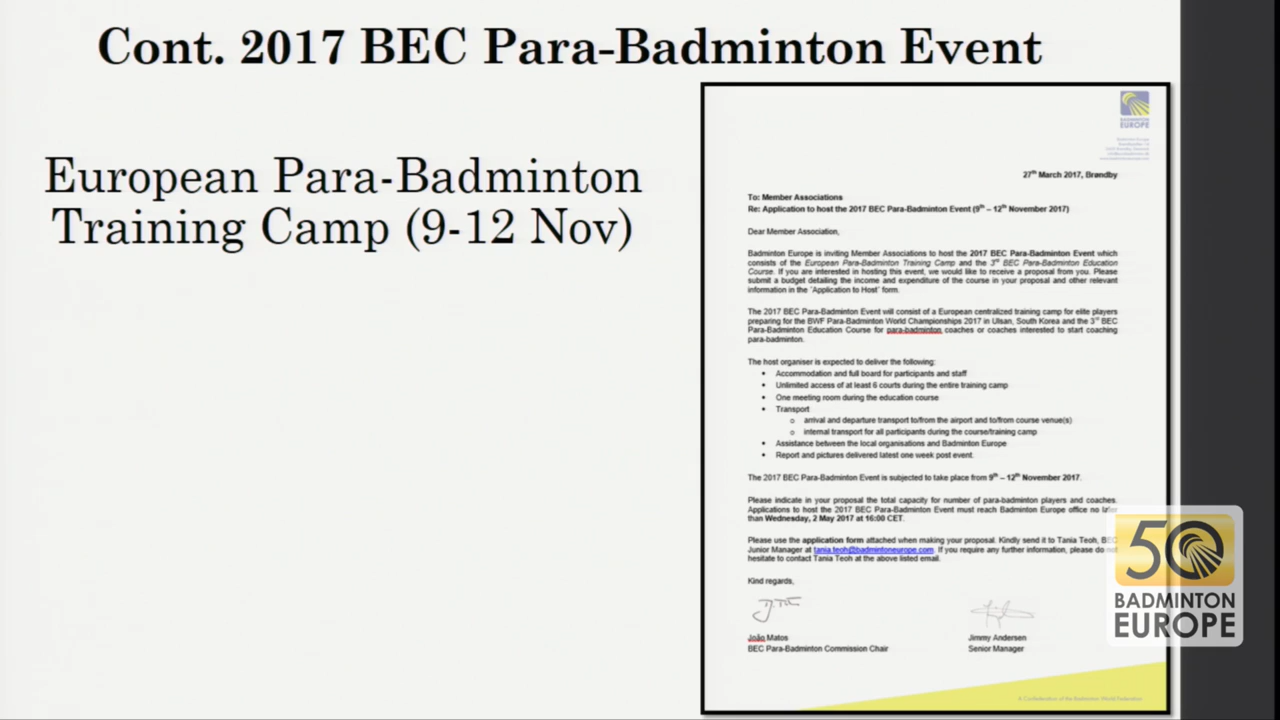 Cont. 2017 BEC Para-Badminton Event
European Para-Badminton
Training Camp (9-12 Nov)
BADMINTON
EUROPE
27th March 2017, Brøndby
To: Member Associations
Re: Application to host the 2017 BEC Para-Badminton Event (9th – 12th November 2017)
Dear Member Association,
Badminton Europe is inviting Member Associations to host the 2017 BEC Para-Badminton Event which
consists of the European Para-Badminton Training Camp and the 3rd BEC Para-Badminton Education
Course. If you are interested in hosting this event, we would like to receive a proposal from you. Please
submit a budget detailing the income and expenditure of the course in your proposal and other relevant
information in the "Application to Host" form.
The 2017 BEC Para-Badminton Event will consist of a European centralized training camp for elite players
preparing for the BWF Para-Badminton World Championships 2017 in Ulsan, South Korea and the 3rd BEC
Para-Badminton Education Course for para-badminton coaches or coaches interested to start coaching
para-badminton.
The host organiser is expected to deliver the following:
• Accommodation and full board for participants and staff
• Unlimited access of at least 6 courts during the entire training camp
• One meeting room during the education course
• Transport
o arrival and departure transport to/from the airport and to/from course venue(s)
o internal transport for all participants during the course/training camp
• Assistance between the local organisations and Badminton Europe
• Report and pictures delivered latest one week post event.
The 2017 BEC Para-Badminton Event is subjected to take place from 9th – 12th November 2017.
Please indicate in your proposal the total capacity for number of para-badminton players and coaches.
Applications to host the 2017 BEC Para-Badminton Event must reach Badminton Europe office no later
than Wednesday, 2 May 2017 at 16:00 CET.
Please use the application form attached when making your proposal. Kindly send it to Tania Teoh, BEC
Junior Manager at tania.teoh@badmintoneurope.com. If you require any further information, please do not
hesitate to contact Tania Teoh at the above listed email.
Kind regards,
João Matos
BEC Para-Badminton Commission Chair
Jimmy Andersen
Senior Manager
A Confederation of the Badminton World Federation
50
BADMINTON
EUROPE